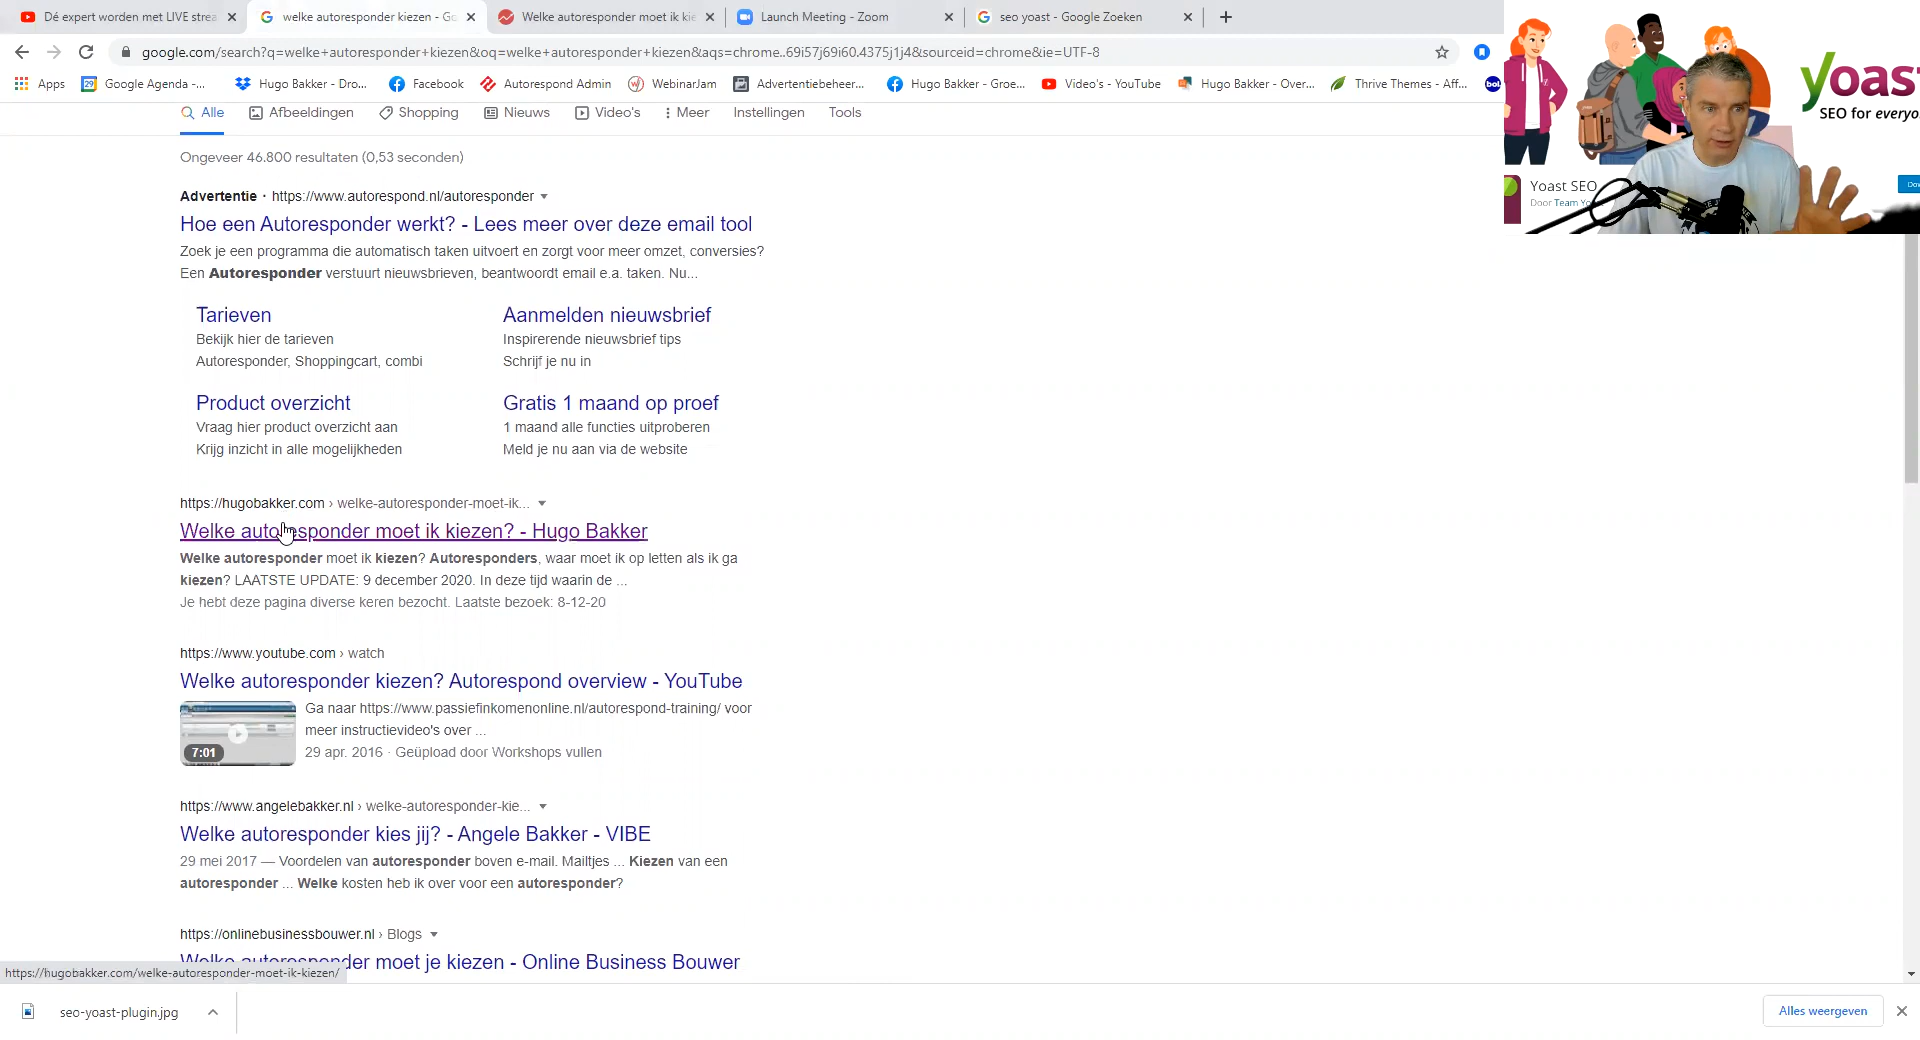 Dé expert worden met LIVE strea
welke autoresponder kiezen - Go
Welke autoresponder moet ik kie
Launch Meeting - Zoom
seo yoast - Google Zoeken
google.com/search?q=welke+autoresponder+kiezen&oq=welke+autoresponder+kiezen&aqs=chrome..69i57j69i60.4375j1j4&sourceid=chrome&ie=UTF-8
Apps
Google Agenda -...
Hugo Bakker - Dro...
Facebook
Autorespond Admin
WebinarJam
Advertentiebeheer...
Hugo Bakker - Groe...
Video's - YouTube
Hugo Bakker - Over...
Thrive Themes - Aff...
bol
yoast
SEO for everyo
Yoast SEO
Door Team Yo
Alle
Afbeeldingen
Shopping
Nieuws
Video's
Meer
Instellingen
Tools
Ongeveer 46.800 resultaten (0,53 seconden)
Advertentie · https://www.autorespond.nl/autoresponder
Hoe een Autoresponder werkt? - Lees meer over deze email tool
Zoek je een programma die automatisch taken uitvoert en zorgt voor meer omzet, conversies?
Een Autoresponder verstuurt nieuwsbrieven, beantwoordt email e.a. taken. Nu...
Tarieven
Bekijk hier de tarieven
Autoresponder, Shoppingcart, combi
Aanmelden nieuwsbrief
Inspirerende nieuwsbrief tips
Schrijf je nu in
Product overzicht
Vraag hier product overzicht aan
Krijg inzicht in alle mogelijkheden
Gratis 1 maand op proef
1 maand alle functies uitproberen
Meld je nu aan via de website
https://hugobakker.com › welke-autoresponder-moet-ik...
Welke autoresponder moet ik kiezen? - Hugo Bakker
Welke autoresponder moet ik kiezen? Autoresponders, waar moet ik op letten als ik ga
kiezen? LAATSTE UPDATE: 9 december 2020. In deze tijd waarin de ...
Je hebt deze pagina diverse keren bezocht. Laatste bezoek: 8-12-20
https://www.youtube.com › watch
Welke autoresponder kiezen? Autorespond overview - YouTube
7:01
Ga naar https://www.passiefinkomenonline.nl/autorespond-training/ voor
meer instructievideo's over ...
29 apr. 2016 · Geüpload door Workshops vullen
https://www.angelebakker.nl › welke-autoresponder-kie...
Welke autoresponder kies jij? - Angele Bakker - VIBE
29 mei 2017 — Voordelen van autoresponder boven e-mail. Mailtjes ... Kiezen van een
autoresponder ... Welke kosten heb ik over voor een autoresponder?
https://onlinebusinessbouwer.nl › Blogs
Welke autoresponder moet je kiezen - Online Business Bouwer
https://hugobakker.com/welke-autoresponder-moet-ik-kiezen/
seo-yoast-plugin.jpg
Alles weergeven